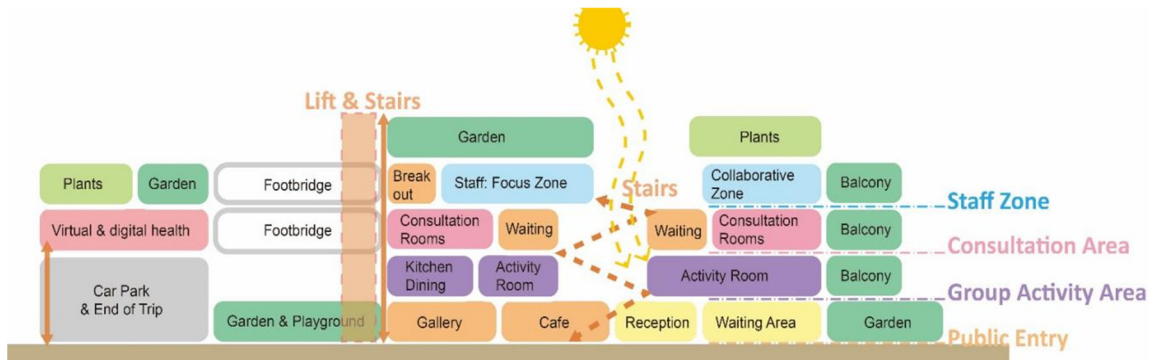 Lift & Stairs
Garden
Plants
Plants
Garden
Footbridge
Break
out
Staff: Focus Zone
Stairs
Collaborative
Zone
Balcony
Staff Zone
Virtual & digital health
Footbridge
Consultation
Rooms
Waiting
Waiting
Consultation
Rooms
Balcony
Consultation Area
Car Park
& End of Trip
Kitchen
Dining
Activity
Room
Activity Room
Balcony
Group Activity Area
Garden & Playground
Gallery
Cafe
Reception
Waiting Area
Garden
Public Entry